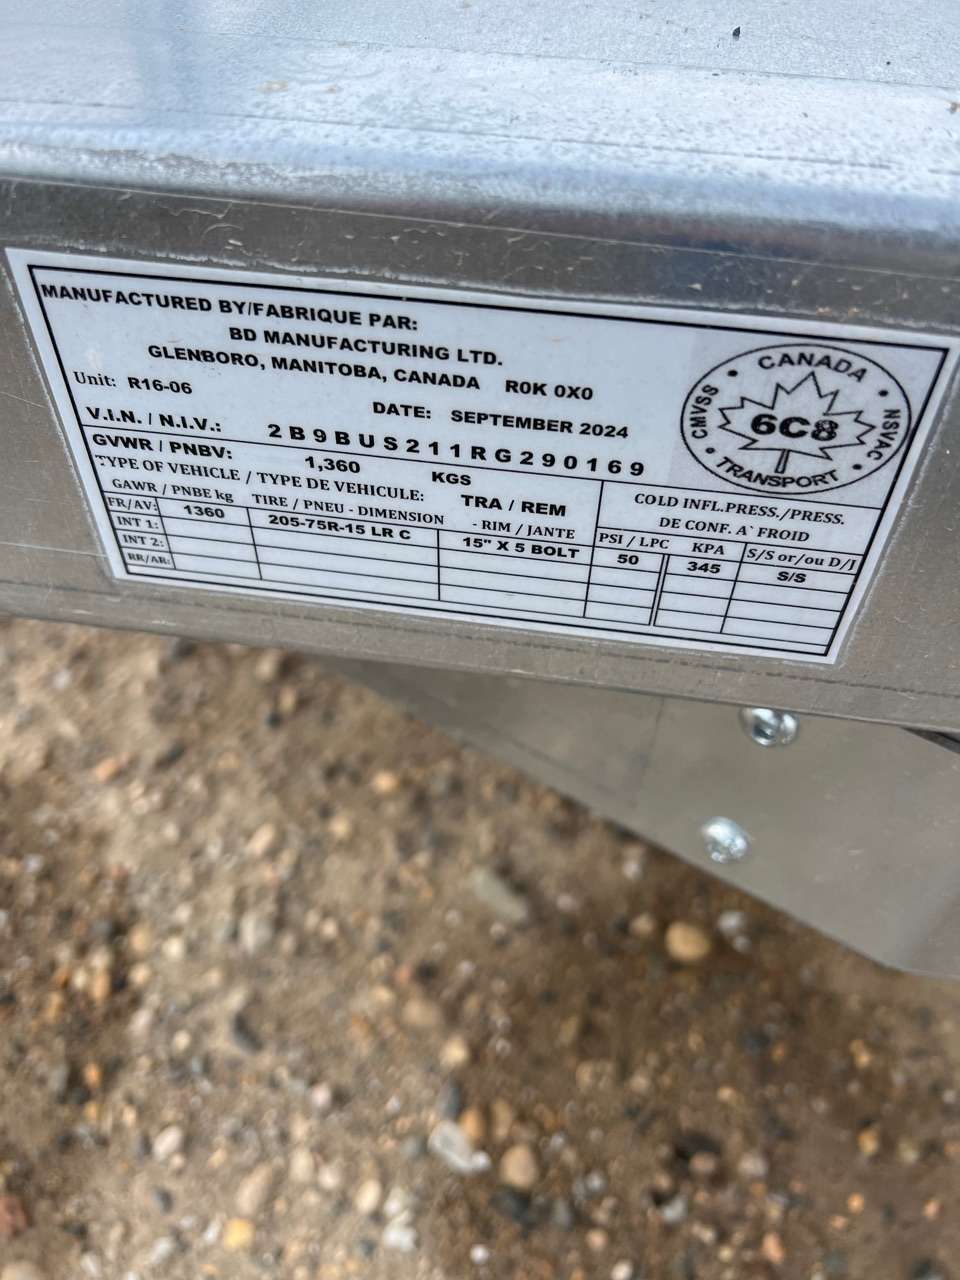 MANUFACTURED BY/FABRIQUE PAR:
BD MANUFACTURING LTD.
GLENBORO, MANITOBA, CANADA R0K 0X0
Unit: R16-06
DATE: SEPTEMBER 2024
V.I.N. / N.I.V.: 2B9BUS211RG290169
GVWR / PNBV: 1,360 KGS
TYPE OF VEHICLE / TYPE DE VEHICULE: TRA / REM
GAWR / PNBE kg TIRE / PNEU - DIMENSION - RIM / JANTE
COLD INFL.PRESS./PRESS.
DE CONF. A` FROID
PSI / LPC KPA S/S or/ou D/J
FR/AV: 1360 205-75R-15 LR C 15" X 5 BOLT 50 345 S/S
INT 1:
INT 2:
RR/AR:
CANADA
CMVSS
6C8
NSVAC
TRANSPORT